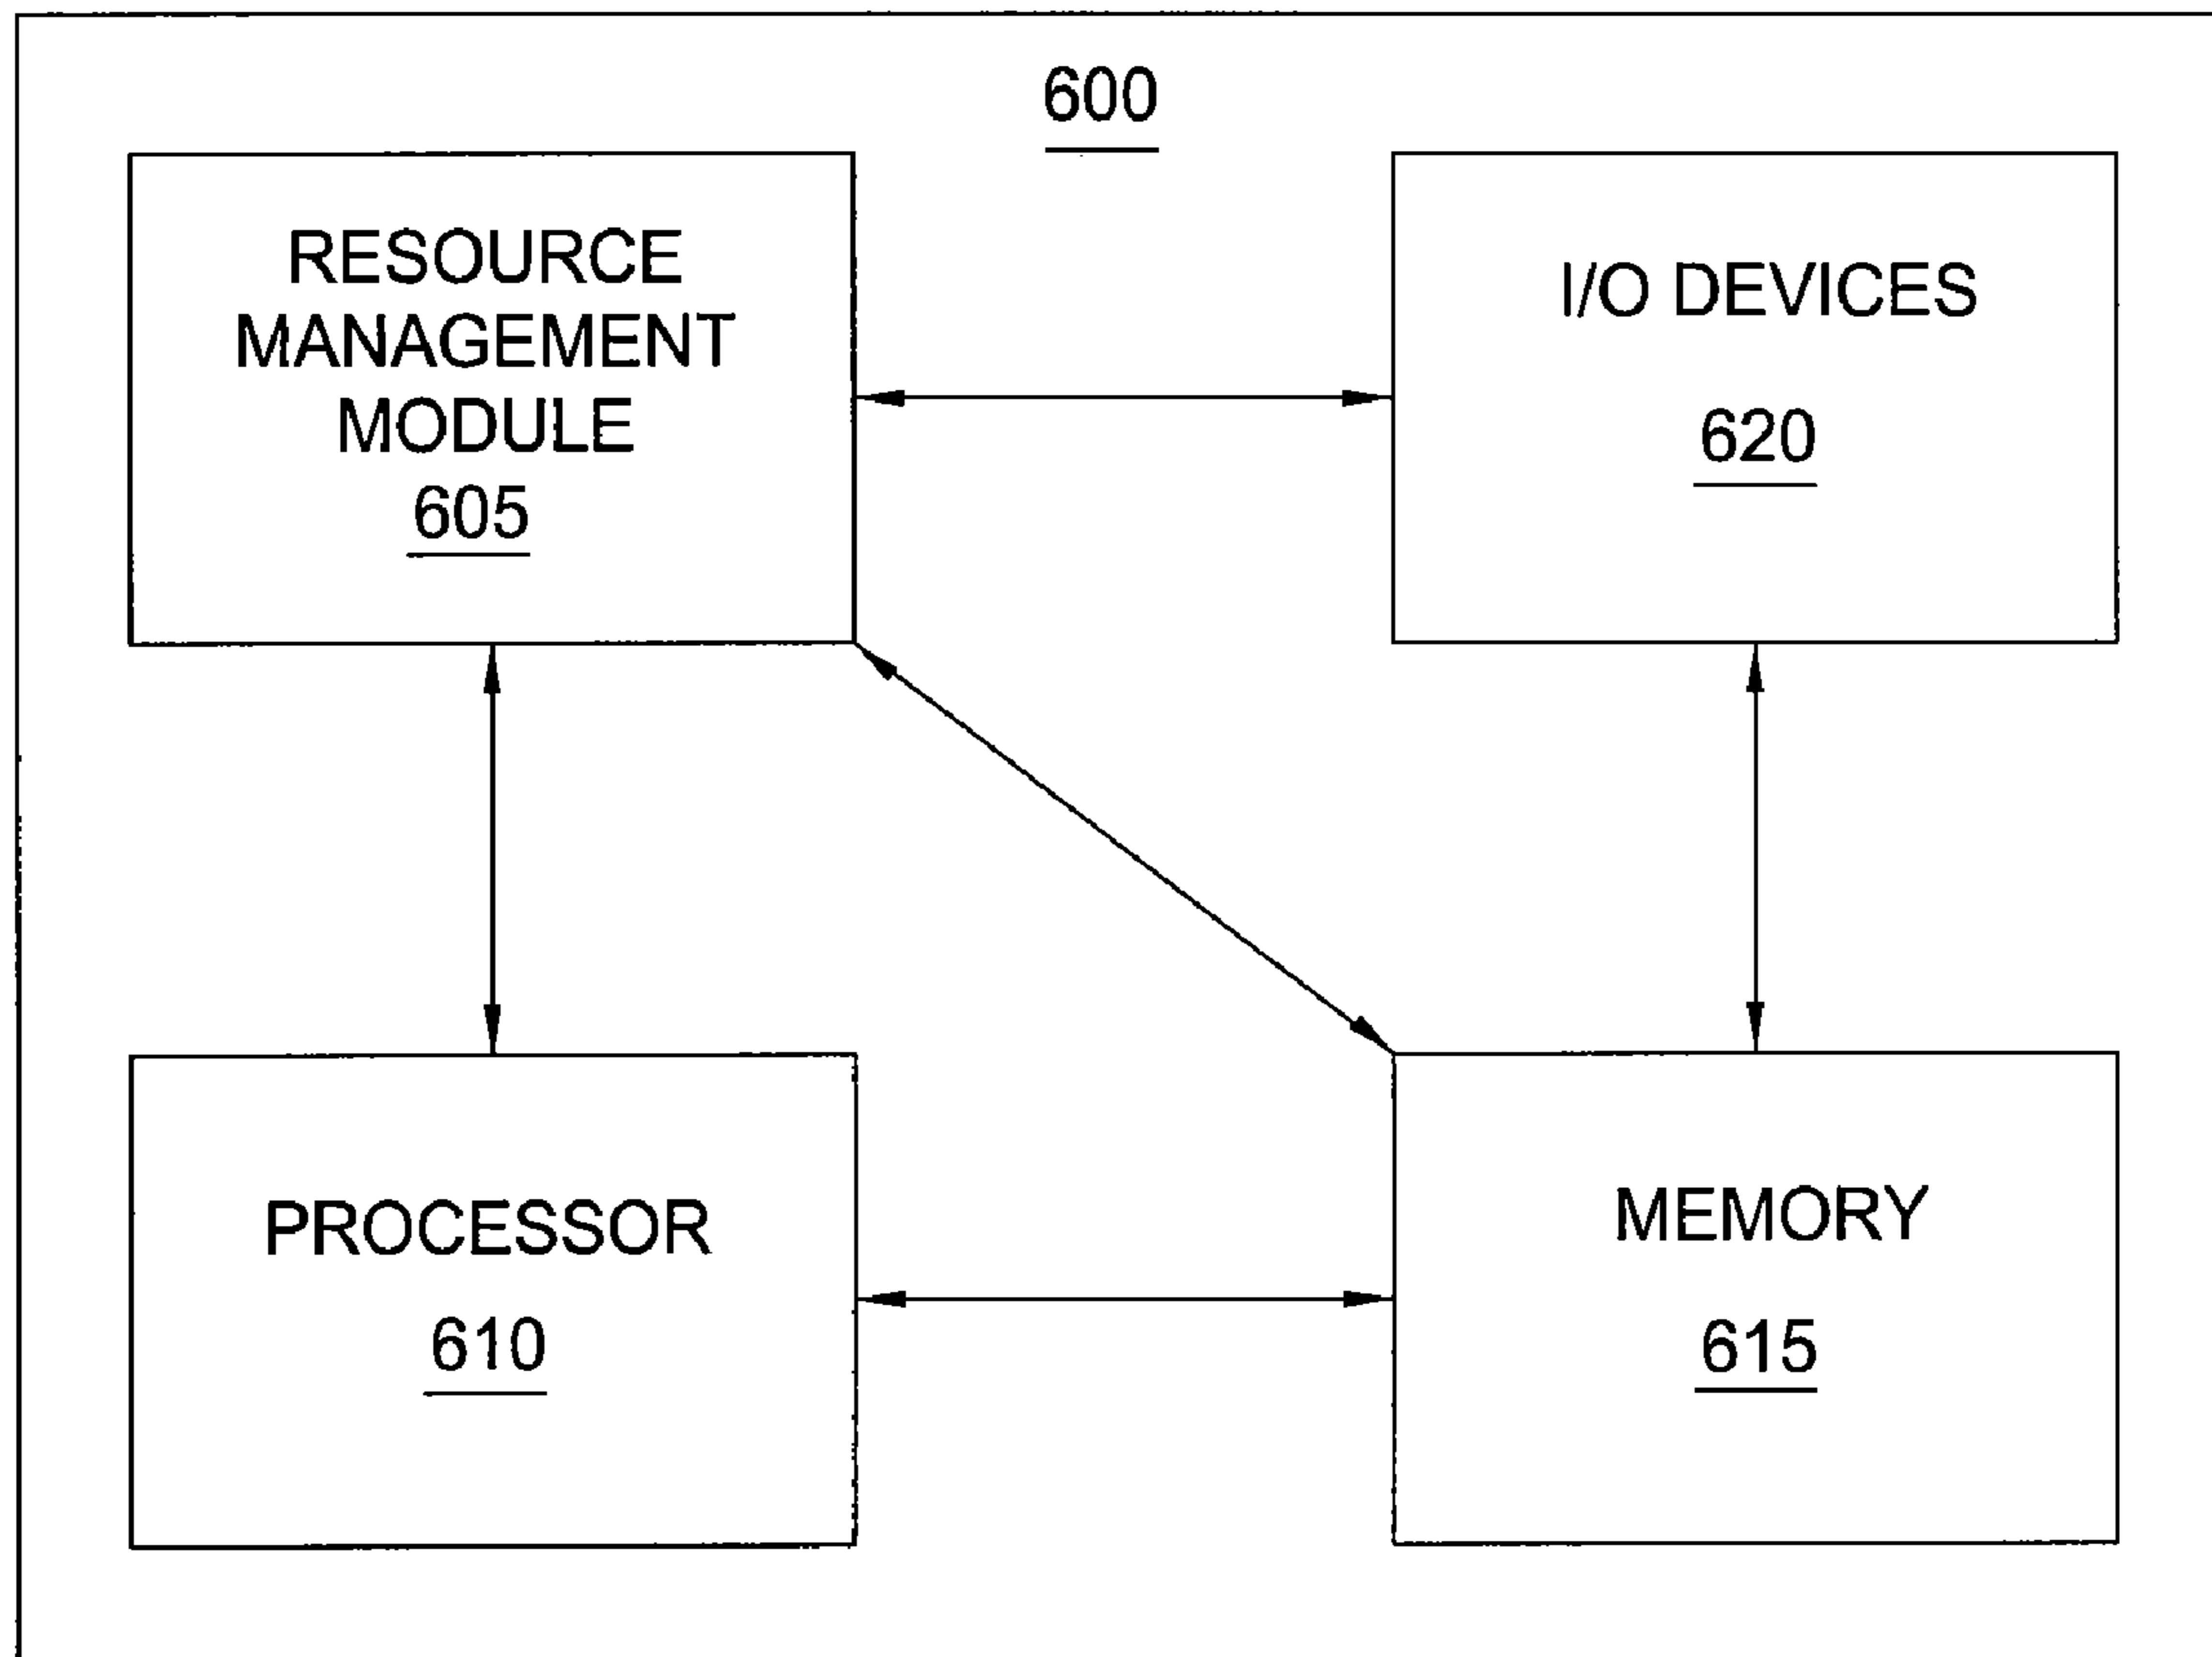 600
RESOURCE
MANAGEMENT
MODULE
605
I/O DEVICES
620
PROCESSOR
610
MEMORY
615